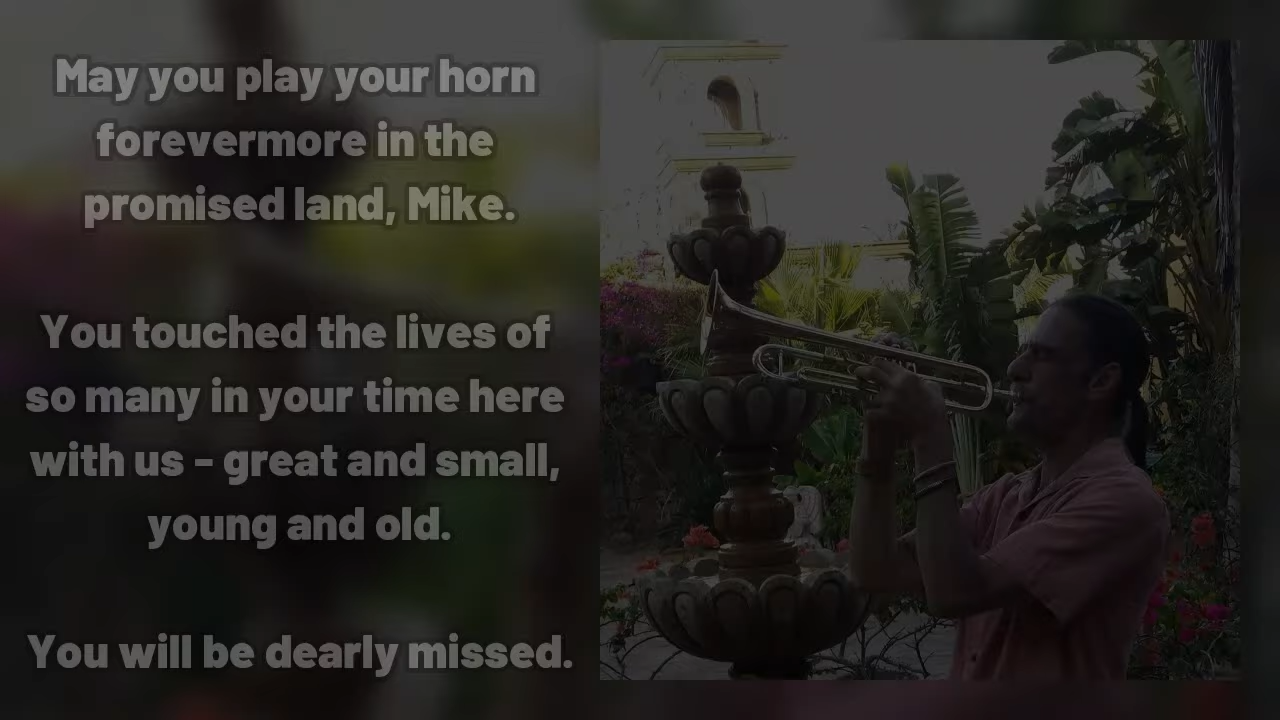 May you play your horn
forevermore in the
promised land, Mike.
You touched the lives of
so many in your time here
with us - great and small,
young and old.
You will be dearly missed.